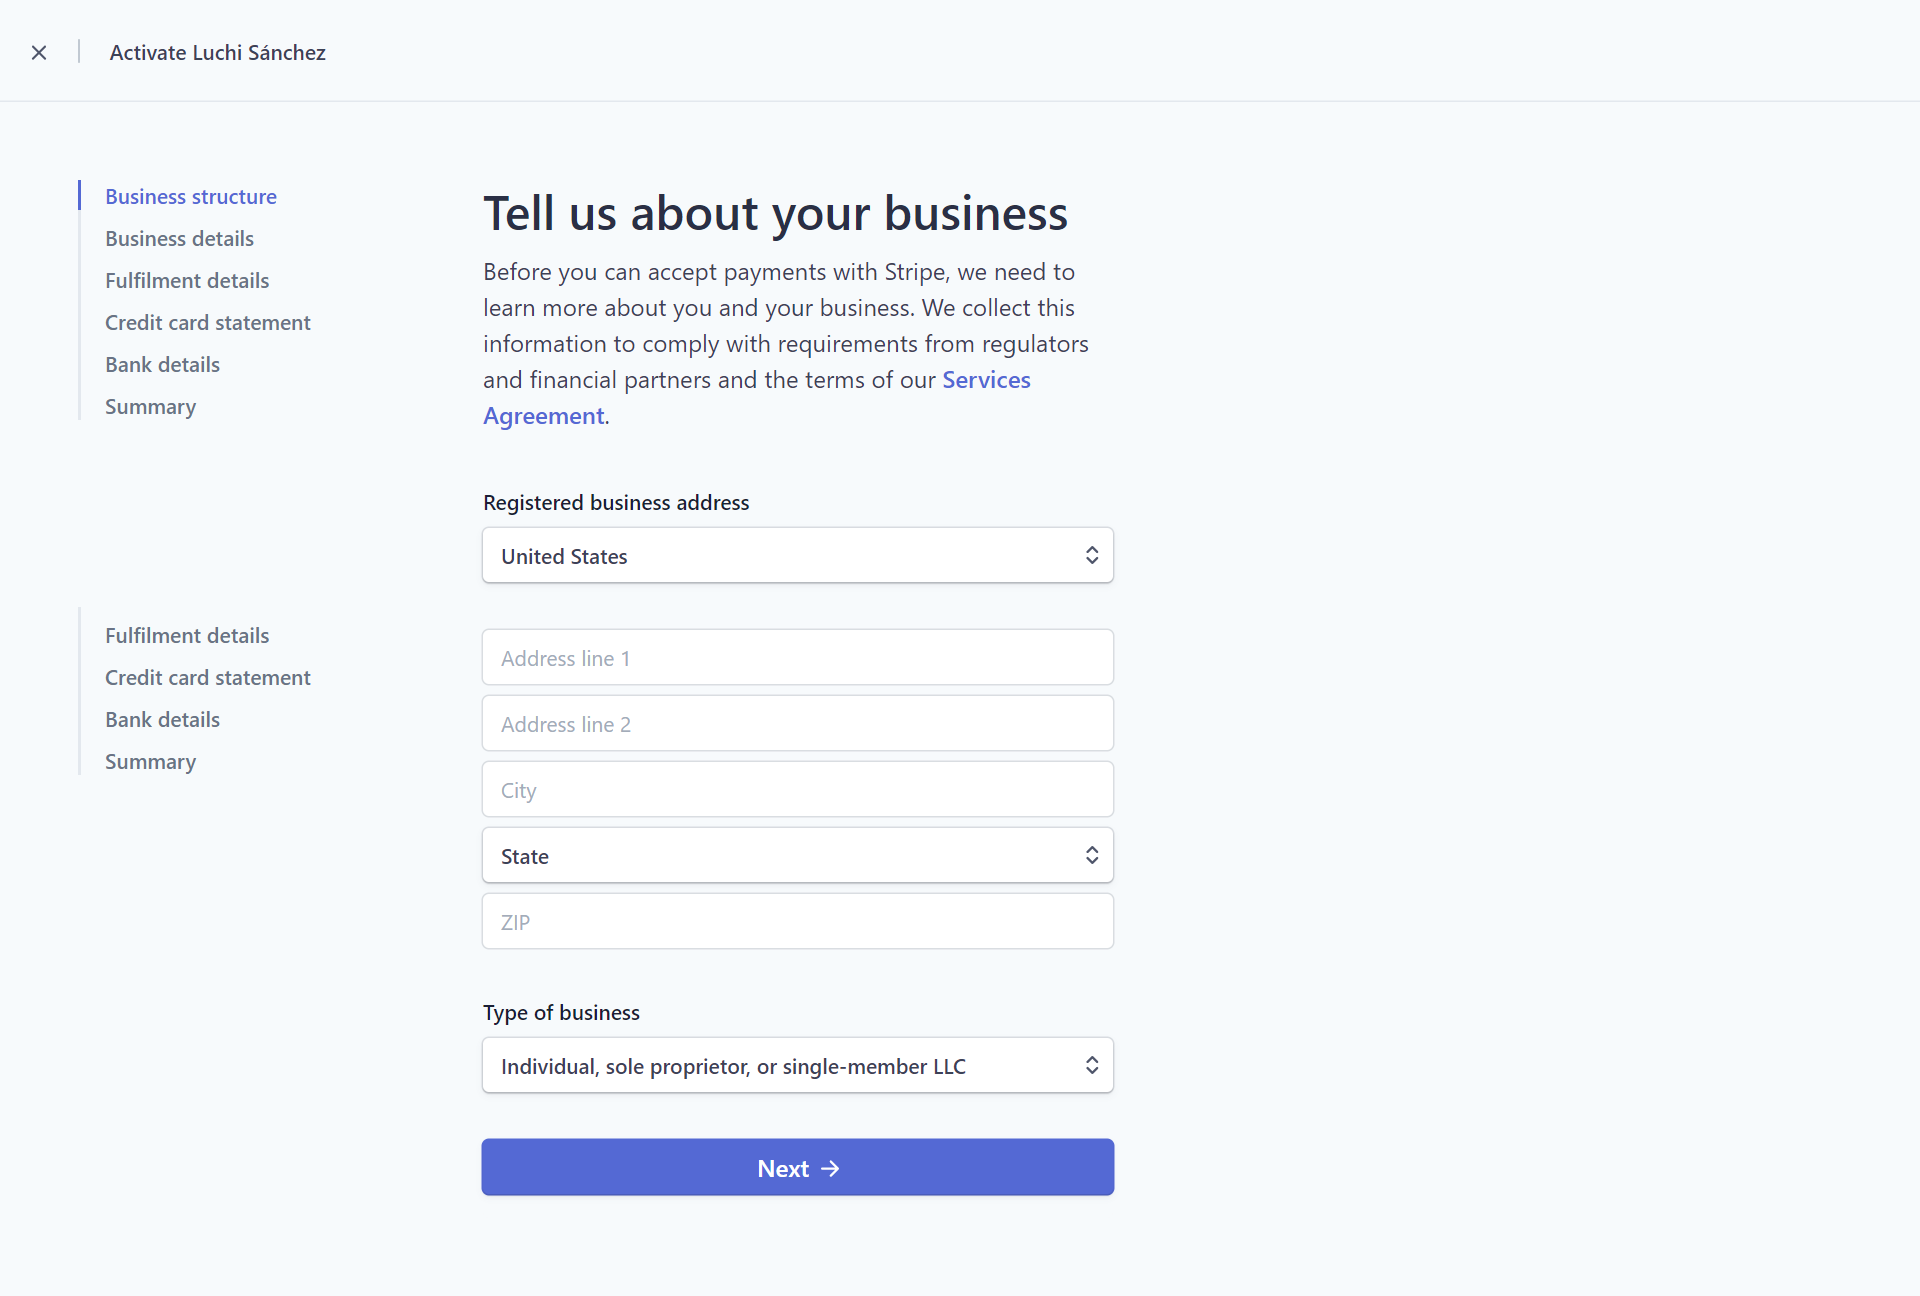 Activate Luchi Sánchez
Business structure
Business details
Fulfilment details
Credit card statement
Bank details
Summary
Fulfilment details
Credit card statement
Bank details
Summary
Tell us about your business
Before you can accept payments with Stripe, we need to
learn more about you and your business. We collect this
information to comply with requirements from regulators
and financial partners and the terms of our Services
Agreement.
Registered business address
United States
Address line 1
Address line 2
City
State
ZIP
Type of business
Individual, sole proprietor, or single-member LLC
Next